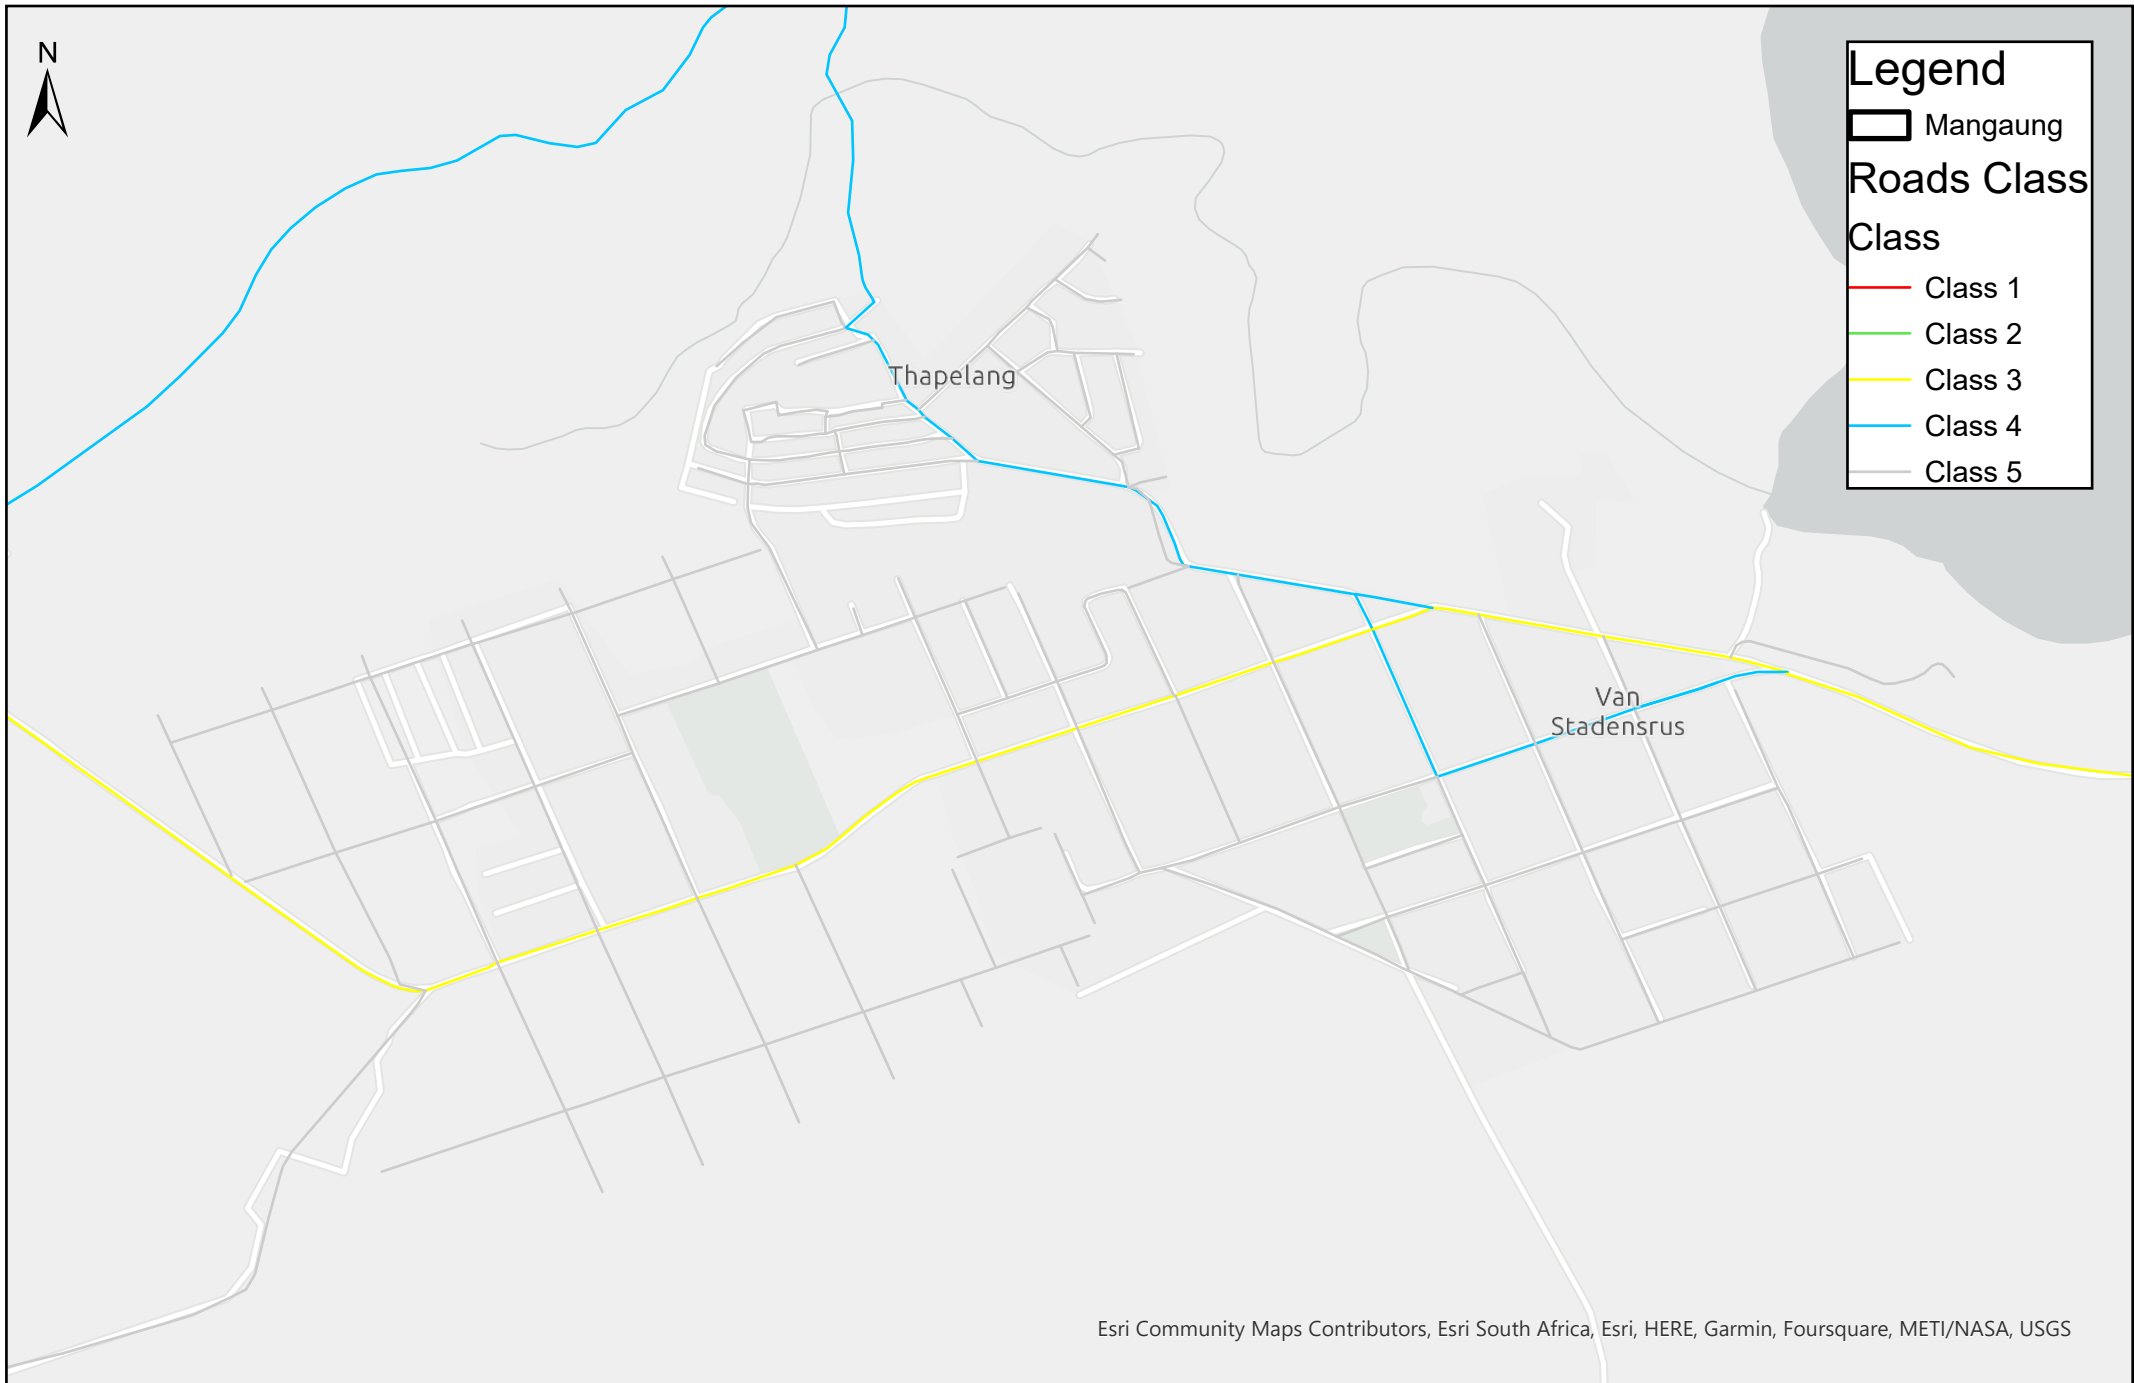 N
Legend
Mangaung
Roads Class
Class
Class 1
Class 2
Class 3
Class 4
Class 5
Thapelang
Van
Stadensrus
Esri Community Maps Contributors, Esri South Africa, Esri, HERE, Garmin, Foursquare, METI/NASA, USGS